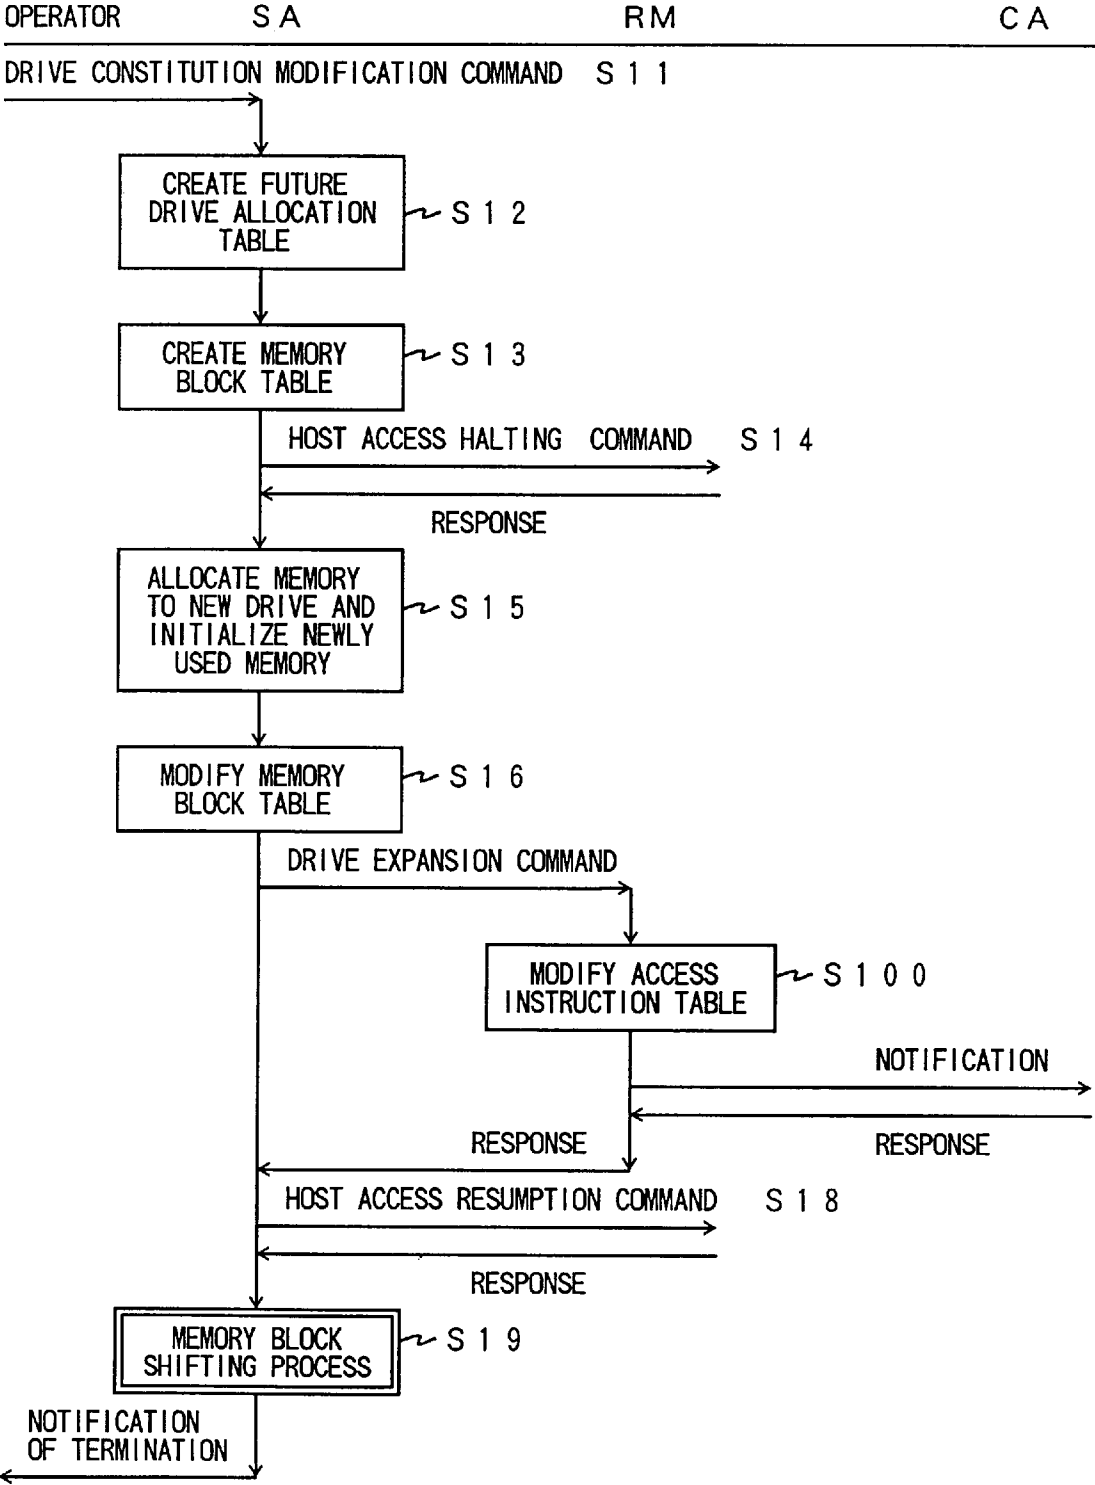 OPERATOR SA RM CA
DRIVE CONSTITUTION MODIFICATION COMMAND S11
CREATE FUTURE
DRIVE ALLOCATION
TABLE
S12
CREATE MEMORY
BLOCK TABLE
S13
HOST ACCESS HALTING COMMAND S14
RESPONSE
ALLOCATE MEMORY
TO NEW DRIVE AND
INITIALIZE NEWLY
USED MEMORY
S15
MODIFY MEMORY
BLOCK TABLE
S16
DRIVE EXPANSION COMMAND
MODIFY ACCESS
INSTRUCTION TABLE
S100
NOTIFICATION
RESPONSE
RESPONSE
HOST ACCESS RESUMPTION COMMAND S18
RESPONSE
MEMORY BLOCK
SHIFTING PROCESS
S19
NOTIFICATION
OF TERMINATION